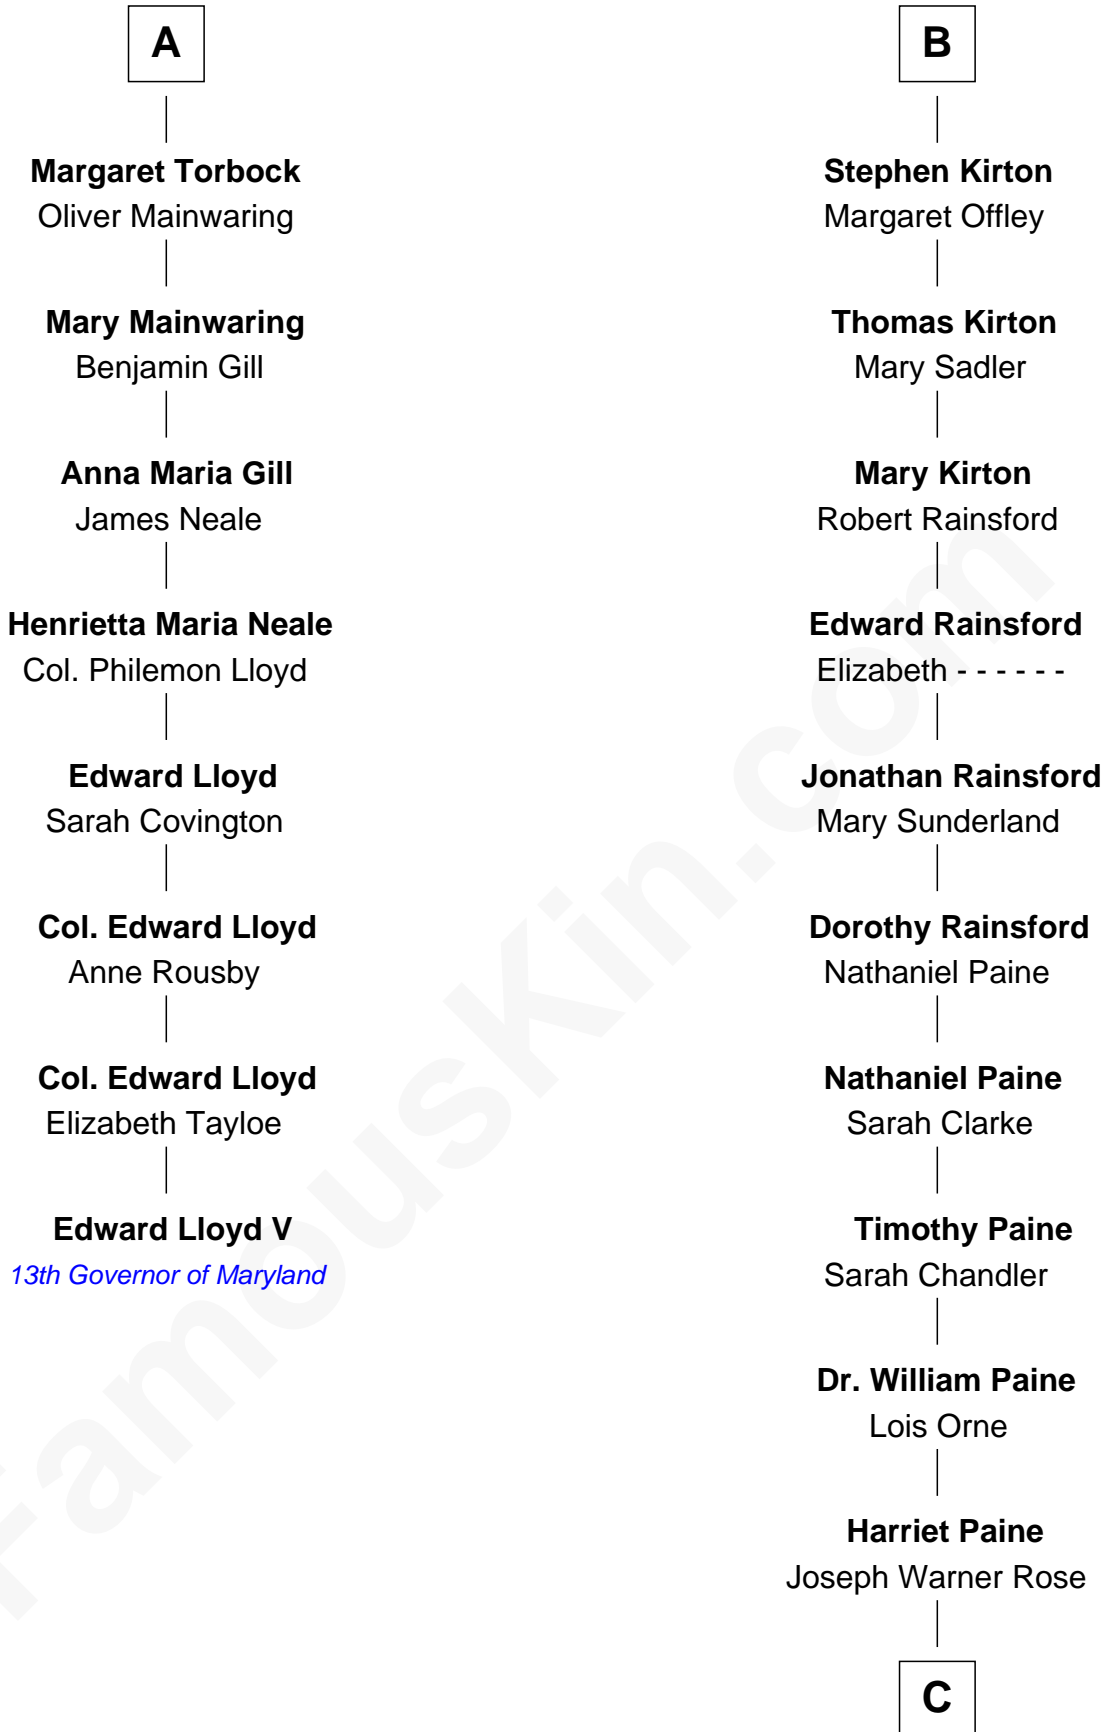 A
Margaret Torbock
Oliver Mainwaring
Mary Mainwaring
Benjamin Gill
Anna Maria Gill
James Neale
Henrietta Maria Neale
Col. Philemon Lloyd
Edward Lloyd
Sarah Covington
Col. Edward Lloyd
Anne Rousby
Col. Edward Lloyd
Elizabeth Tayloe
Edward Lloyd V
13th Governor of Maryland
B
Stephen Kirton
Margaret Offley
Thomas Kirton
Mary Sadler
Mary Kirton
Robert Rainsford
Edward Rainsford
Elizabeth - - - - - -
Jonathan Rainsford
Mary Sunderland
Dorothy Rainsford
Nathaniel Paine
Nathaniel Paine
Sarah Clarke
Timothy Paine
Sarah Chandler
Dr. William Paine
Lois Orne
Harriet Paine
Joseph Warner Rose
C
FamousKin.com